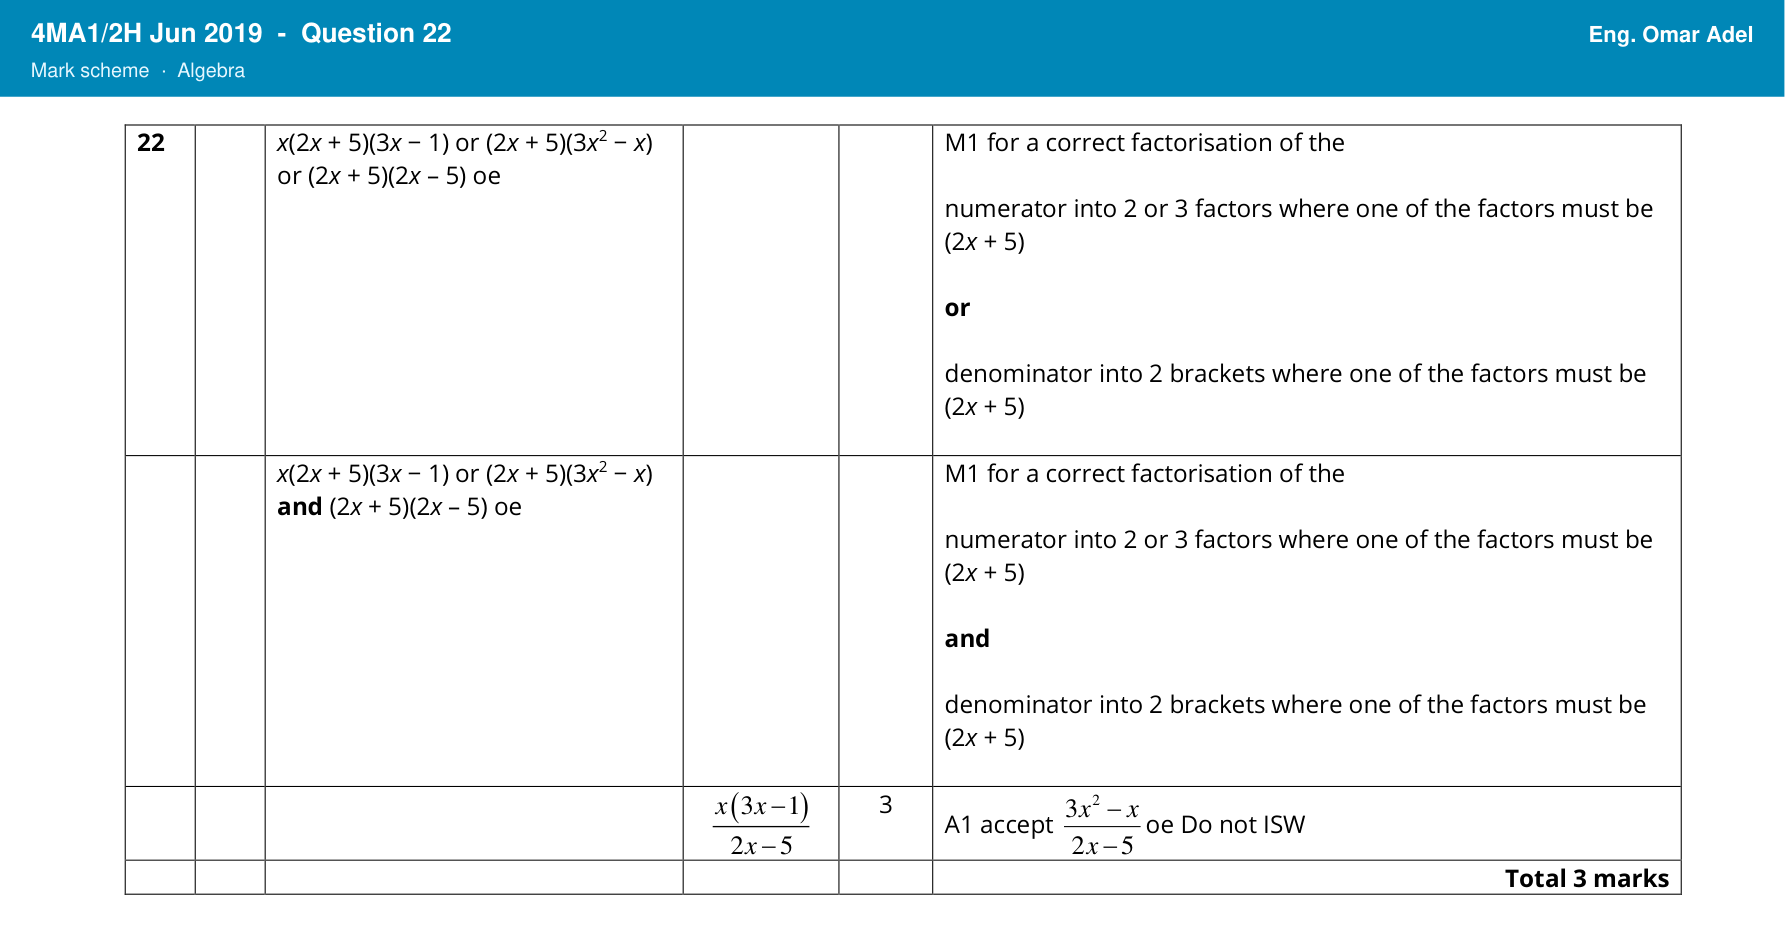 4MA1/2H Jun 2019 - Question 22
Eng. Omar Adel
Mark scheme · Algebra
22
x(2x + 5)(3x − 1) or (2x + 5)(3x² − x)
or (2x + 5)(2x – 5) oe
M1 for a correct factorisation of the
numerator into 2 or 3 factors where one of the factors must be
(2x + 5)
or
denominator into 2 brackets where one of the factors must be
(2x + 5)
x(2x + 5)(3x − 1) or (2x + 5)(3x² − x)
and (2x + 5)(2x – 5) oe
M1 for a correct factorisation of the
numerator into 2 or 3 factors where one of the factors must be
(2x + 5)
and
denominator into 2 brackets where one of the factors must be
(2x + 5)
x(3x−1)
2x−5
3
A1 accept (3x² − x)/(2x−5) oe Do not ISW
Total 3 marks